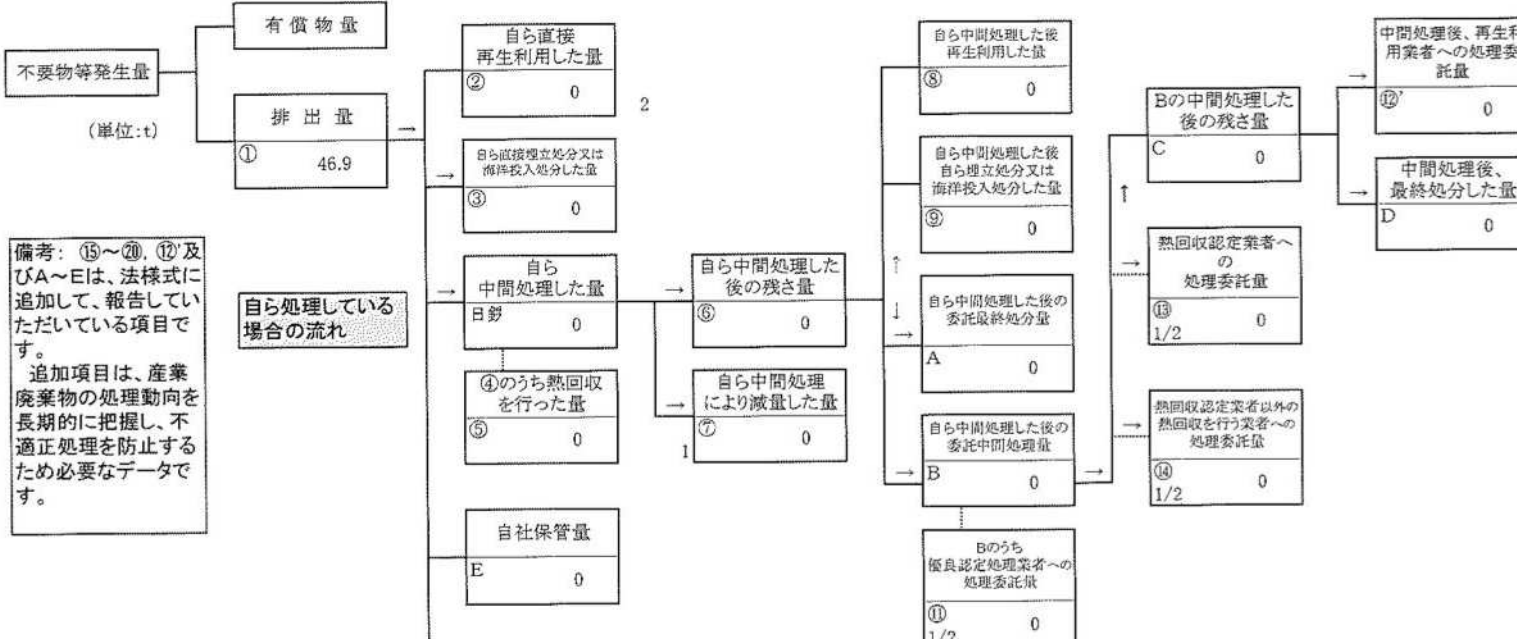 有償物量
不要物等発生量
(単位:t)
排出量
①
46.9
→
備考: ⑮~⑳, ⑫'及
びA~Eは、法様式に
追加して、報告してい
ただいている項目で
す。
追加項目は、産業
廃棄物の処理動向を
長期的に把握し、不
適正処理を防止する
ため必要なデータで
す。
自ら処理している
場合の流れ
→
自ら直接
再生利用した量
②
0
2
→
自ら直接埋立処分又は
海洋投入処分した量
③
0
→
自ら
中間処理した量
日鄝
0
④のうち熱回収
を行った量
⑤
0
自社保管量
E
0
→
自ら中間処理した
後の残さ量
⑥
0
→
自ら中間処理
により減量した量
⑦
0
1
自ら中間処理した後
再生利用した量
⑧
0
自ら中間処理した後
自ら埋立処分又は
海洋投入処分した量
⑨
0
↑
↓
→
自ら中間処理した後の
委託最終処分量
A
0
→
自ら中間処理した後の
委託中間処理量
B
0
→
Bのうち
優良認定処理業者への
処理委託量
⑪
0
1/2
Bの中間処理した
後の残さ量
C
0
↑
→
熱回収認定業者へ
の
処理委託量
⑬
0
1/2
→
熱回収認定業者以外の
熱回収を行う業者への
処理委託量
⑭
0
1/2
→
中間処理後、再生利
用業者への処理委
託量
⑫'
0
→
中間処理後、
最終処分した量
D
0